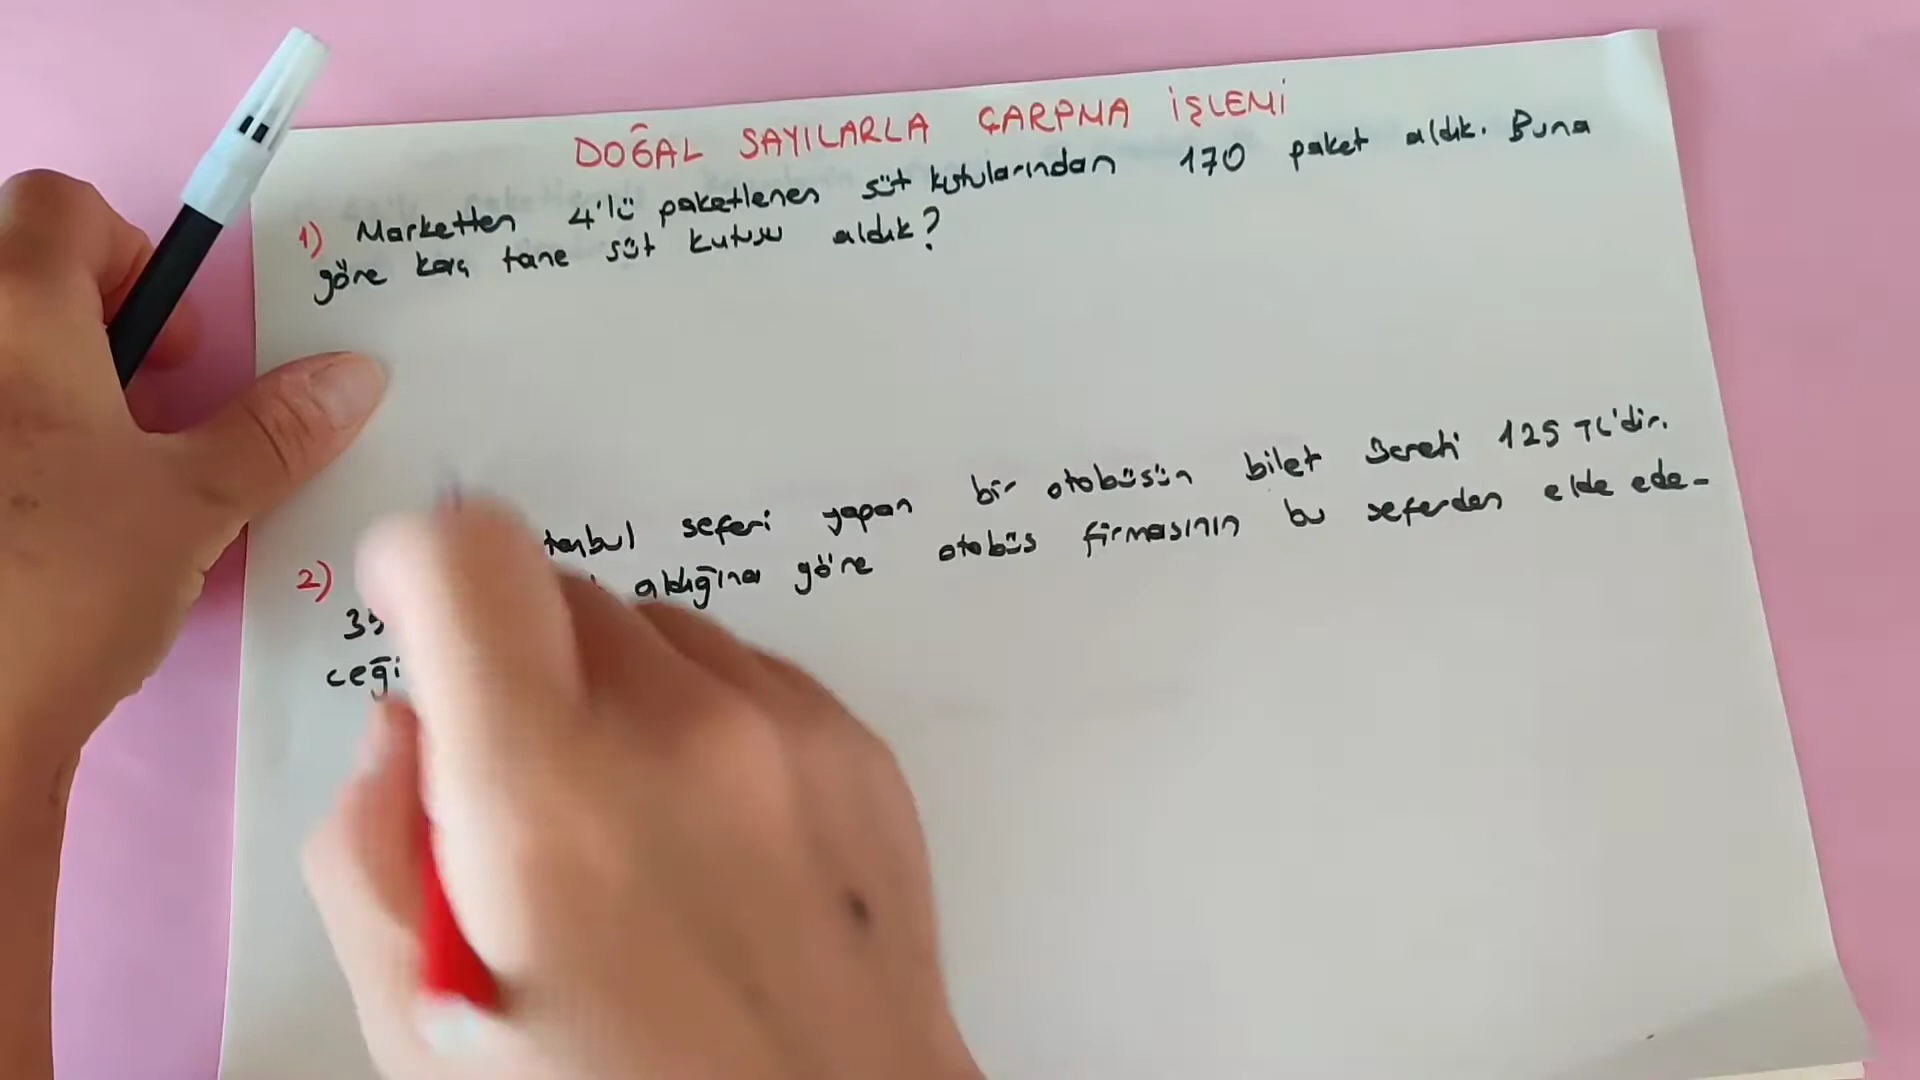 DOĞAL SAYILARLA ÇARPMA İŞLEMİ
1) Marketten 4'lü paketlenen süt kutularından 170 paket aldık. Buna
göre kaç tane süt kutusu aldık?
2) seferi yapan bir otobüsün bilet ücreti 125 TL'dir.
aldığına göre otobüs firmasının bu seferden elde ede-